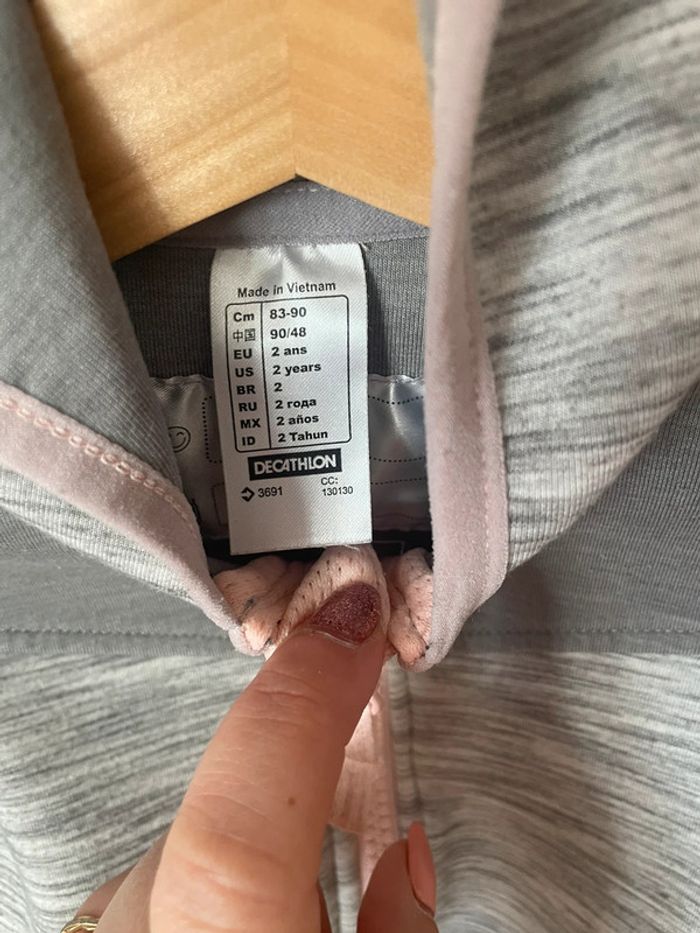 Made in Vietnam
Cm 83-90
中国 90/48
EU 2 ans
US 2 years
BR 2
RU 2 года
MX 2 años
ID 2 Tahun
DECATHLON
3691 CC:
130130